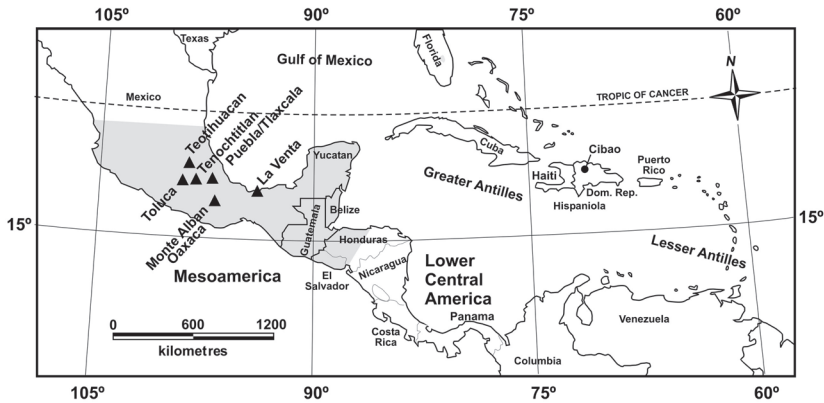 105º 90º 75º 60º
Texas
Florida
Gulf of Mexico
N
Mexico
TROPIC OF CANCER
Teotihuacan
Tenochtitlan
Puebla/Tlaxcala
La Venta
Yucatan
Cuba
Cibao
Haiti
Puerto
Rico
Dom. Rep.
Hispaniola
Greater Antilles
Toluca
Monte Alban
Oaxaca
Belize
Guatemala
Honduras
15º
15º
Lesser Antilles
Mesoamerica
El
Salvador
Nicaragua
Lower
Central
America
Panama
Costa
Rica
Venezuela
Columbia
0 600 1200
kilometres
105º 90º 75º 60º